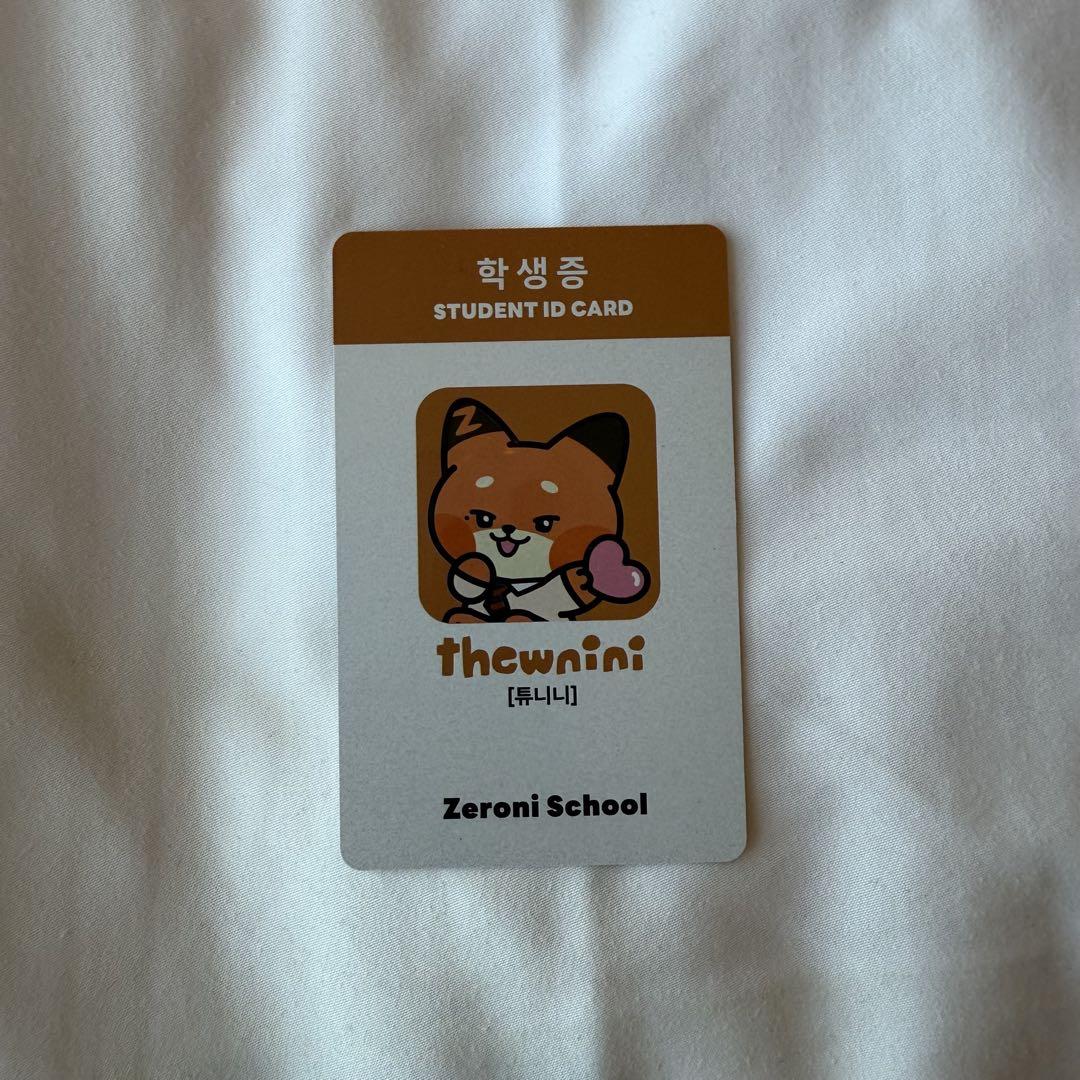 학생증
STUDENT ID CARD
Z
thewnini
[튜니니]
Zeroni School